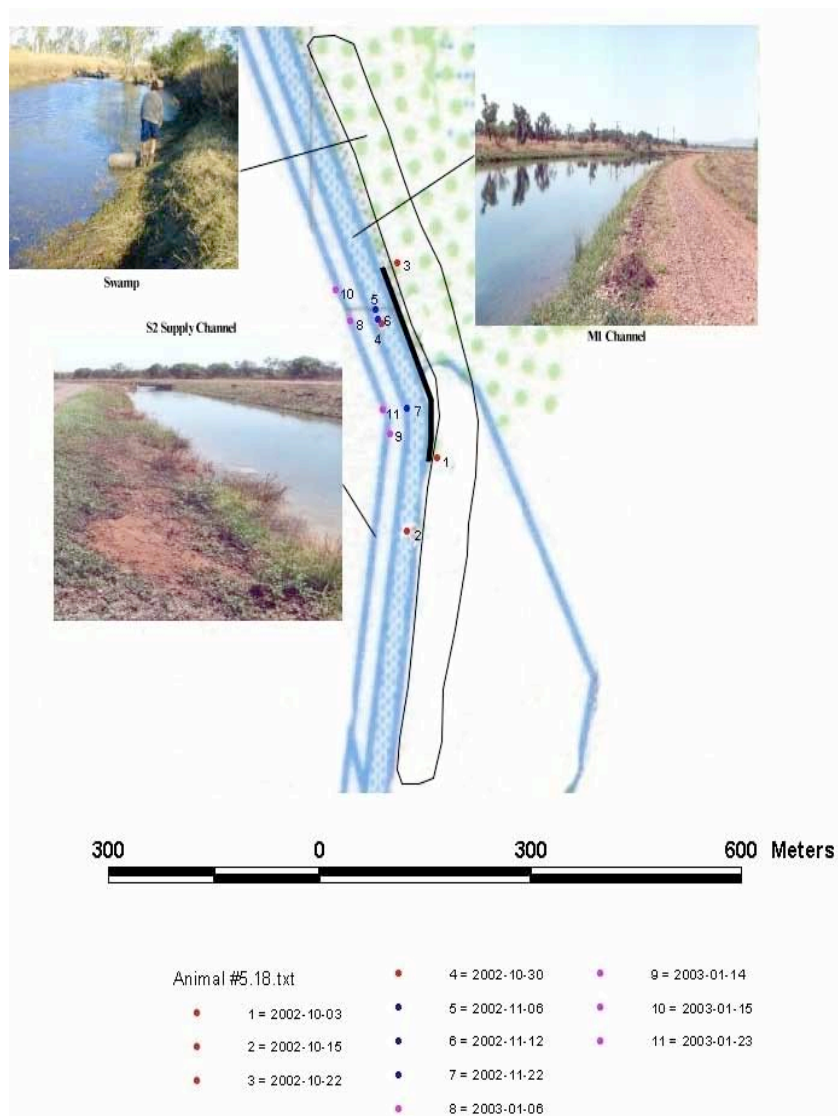 Swamp
M1 Channel
S2 Supply Channel
3
10
5
6
8
4
11
7
9
1
2
300 0 300 600 Meters
Animal #5.18.txt
1 = 2002-10-03
2 = 2002-10-15
3 = 2002-10-22
4 = 2002-10-30
5 = 2002-11-06
6 = 2002-11-12
7 = 2002-11-22
8 = 2003-01-06
9 = 2003-01-14
10 = 2003-01-15
11 = 2003-01-23